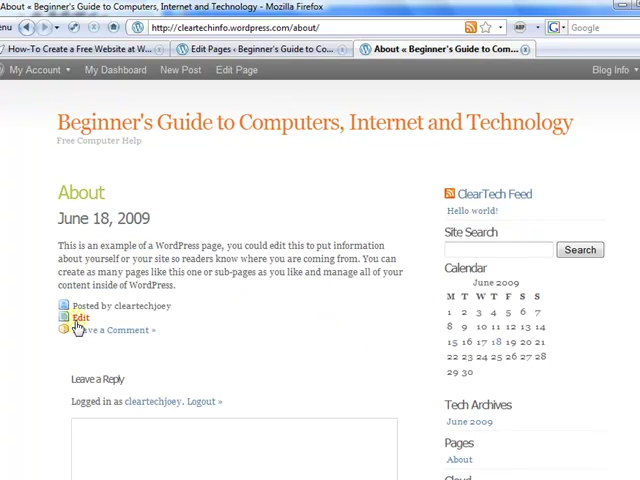 About « Beginner's Guide to Computers, Internet and Technology - Mozilla Firefox
enu
http://cleartechinfo.wordpress.com/about/
ABP
Google
How-To Create a Free Website at W...
Edit Pages ‹ Beginner's Guide to Co...
About « Beginner's Guide to Com...
My Account
My Dashboard
New Post
Edit Page
Blog Info
Beginner's Guide to Computers, Internet and Technology
Free Computer Help
About
June 18, 2009
This is an example of a WordPress page, you could edit this to put information
about yourself or your site so readers know where you are coming from. You can
create as many pages like this one or sub-pages as you like and manage all of your
content inside of WordPress.
Posted by cleartechjoey
Edit
ave a Comment »
Leave a Reply
Logged in as cleartechjoey. Logout »
ClearTech Feed
Hello world!
Site Search
Search
Calendar
June 2009
M T W T F S S
1 2 3 4 5 6 7
8 9 10 11 12 13 14
15 16 17 18 19 20 21
22 23 24 25 26 27 28
29 30
Tech Archives
June 2009
Pages
About
Cloud